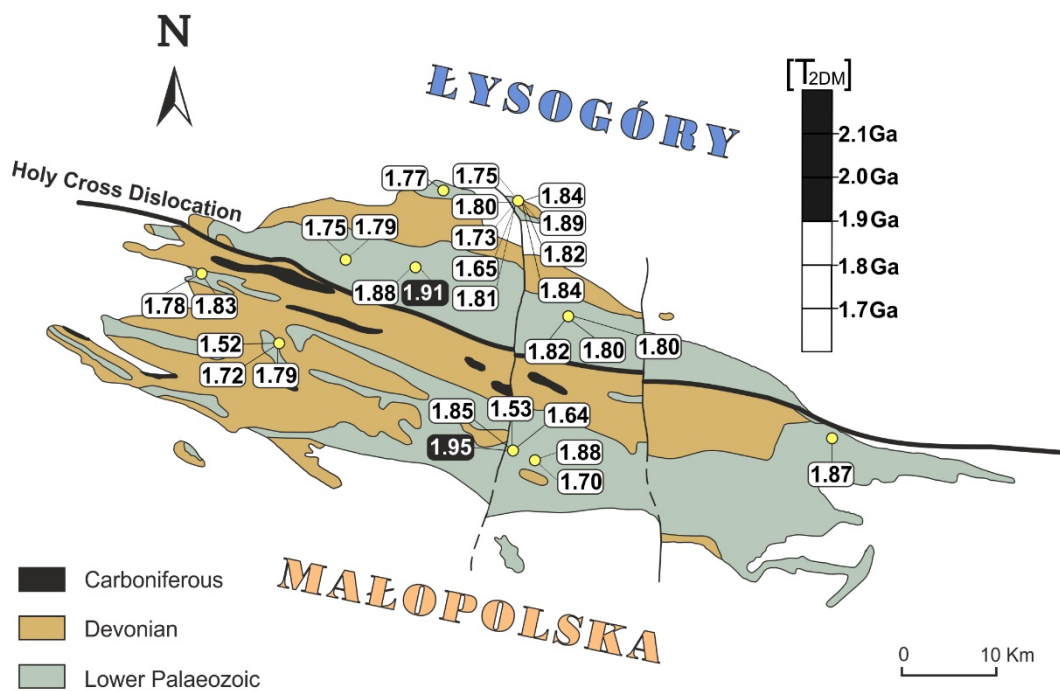 N
ŁYSOGÓRY
[T2DM]
2.1Ga
2.0Ga
1.9Ga
1.8Ga
1.7Ga
Holy Cross Dislocation
1.77
1.75
1.84
1.80
1.89
1.73
1.82
1.65
1.84
1.81
1.75
1.79
1.88
1.91
1.78
1.83
1.82
1.80
1.80
1.52
1.72
1.79
1.85
1.53
1.64
1.95
1.88
1.70
1.87
MAŁOPOLSKA
Carboniferous
Devonian
Lower Palaeozoic
0 10 Km